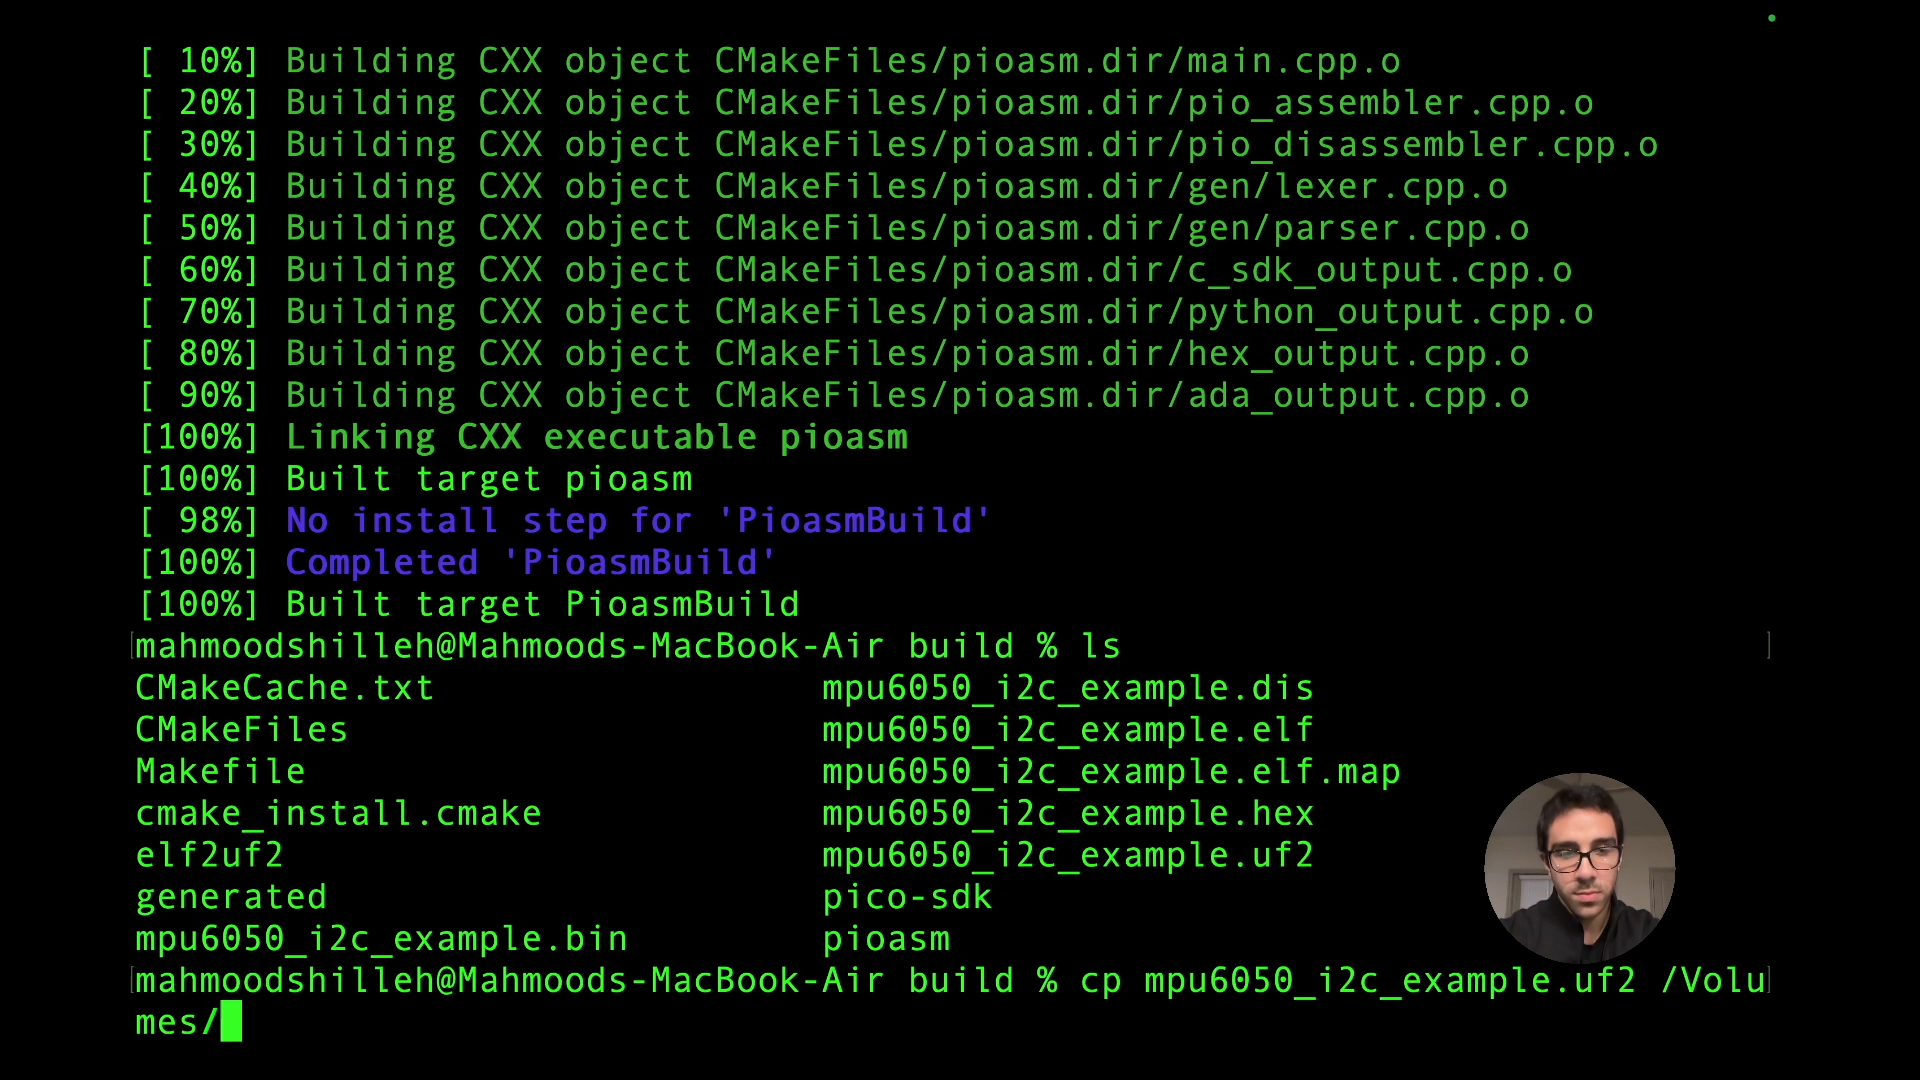 [ 10%] Building CXX object CMakeFiles/pioasm.dir/main.cpp.o
[ 20%] Building CXX object CMakeFiles/pioasm.dir/pio_assembler.cpp.o
[ 30%] Building CXX object CMakeFiles/pioasm.dir/pio_disassembler.cpp.o
[ 40%] Building CXX object CMakeFiles/pioasm.dir/gen/lexer.cpp.o
[ 50%] Building CXX object CMakeFiles/pioasm.dir/gen/parser.cpp.o
[ 60%] Building CXX object CMakeFiles/pioasm.dir/c_sdk_output.cpp.o
[ 70%] Building CXX object CMakeFiles/pioasm.dir/python_output.cpp.o
[ 80%] Building CXX object CMakeFiles/pioasm.dir/hex_output.cpp.o
[ 90%] Building CXX object CMakeFiles/pioasm.dir/ada_output.cpp.o
[100%] Linking CXX executable pioasm
[100%] Built target pioasm
[ 98%] No install step for 'PioasmBuild'
[100%] Completed 'PioasmBuild'
[100%] Built target PioasmBuild
mahmoodshilleh@Mahmoods-MacBook-Air build % ls
CMakeCache.txt mpu6050_i2c_example.dis
CMakeFiles mpu6050_i2c_example.elf
Makefile mpu6050_i2c_example.elf.map
cmake_install.cmake mpu6050_i2c_example.hex
elf2uf2 mpu6050_i2c_example.uf2
generated pico-sdk
mpu6050_i2c_example.bin pioasm
mahmoodshilleh@Mahmoods-MacBook-Air build % cp mpu6050_i2c_example.uf2 /Volu
mes/